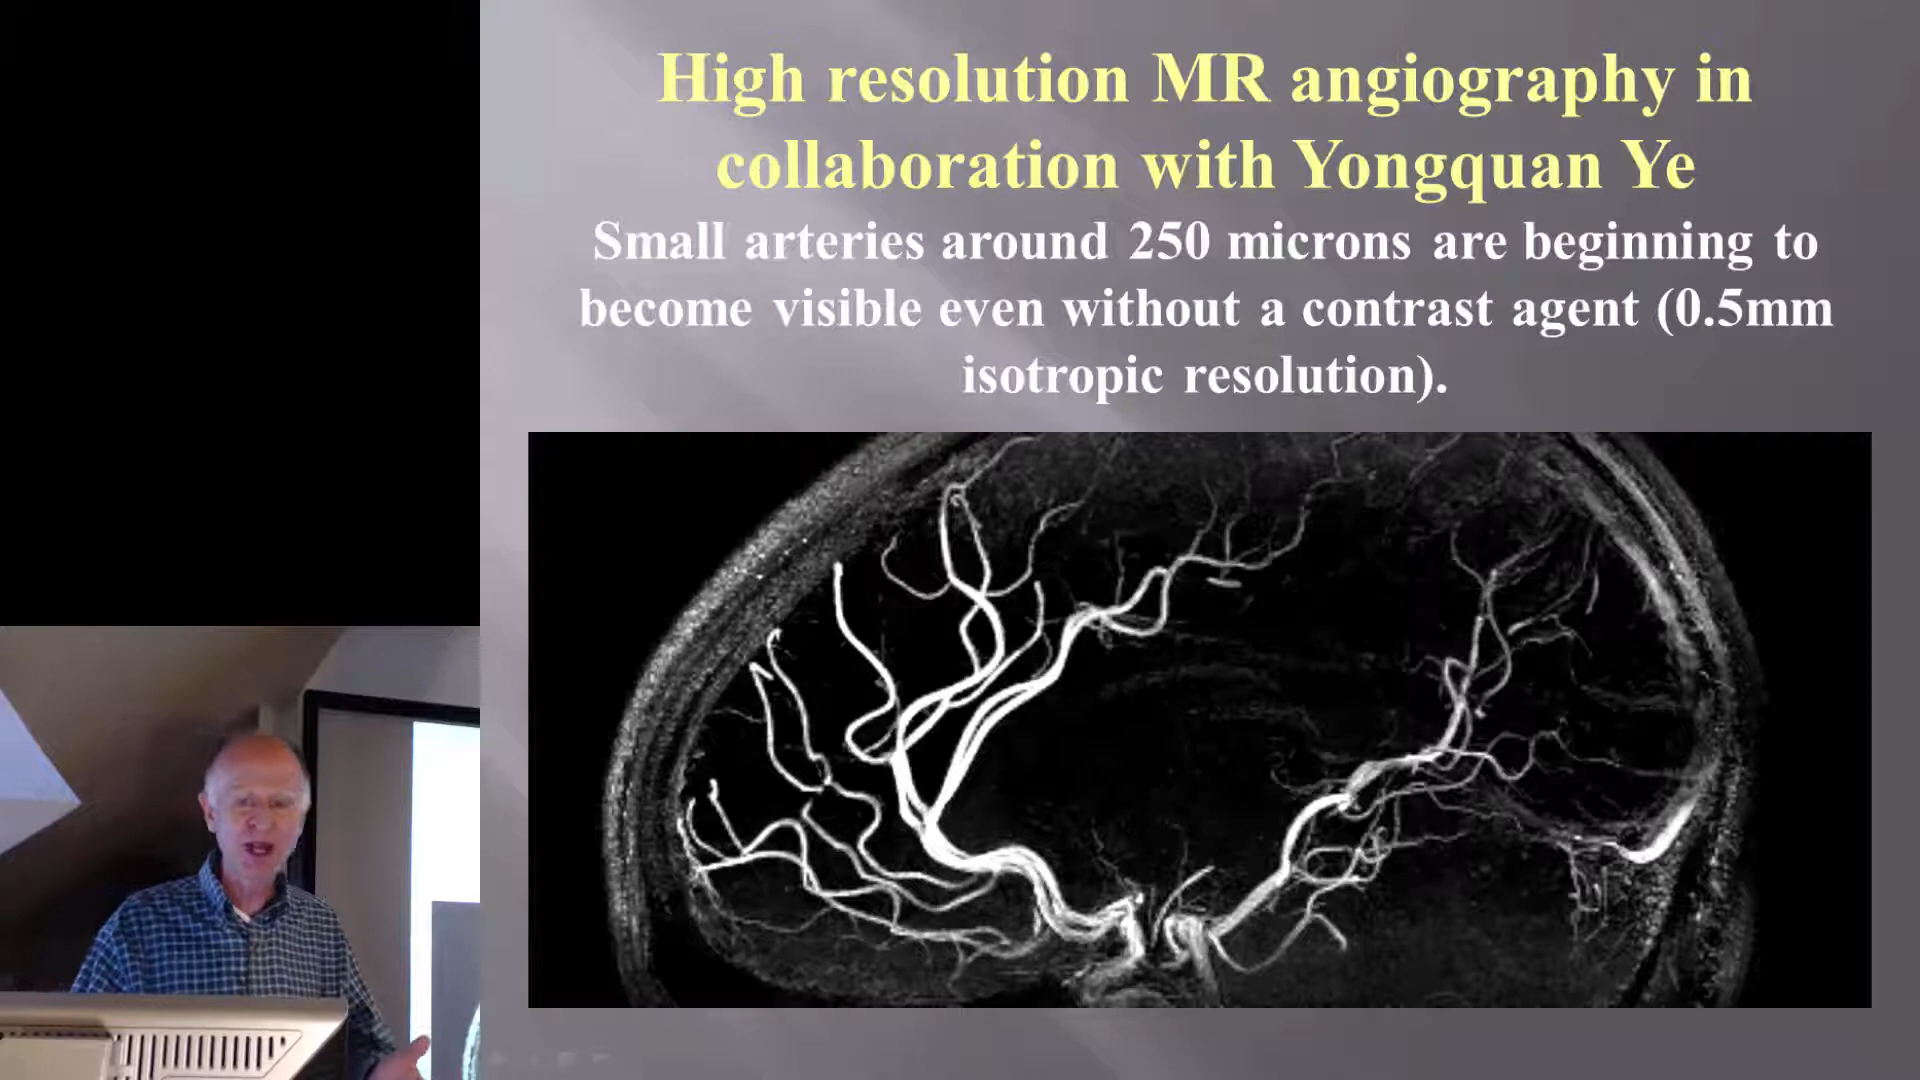 High resolution MR angiography in
collaboration with Yongquan Ye
Small arteries around 250 microns are beginning to
become visible even without a contrast agent (0.5mm
isotropic resolution).